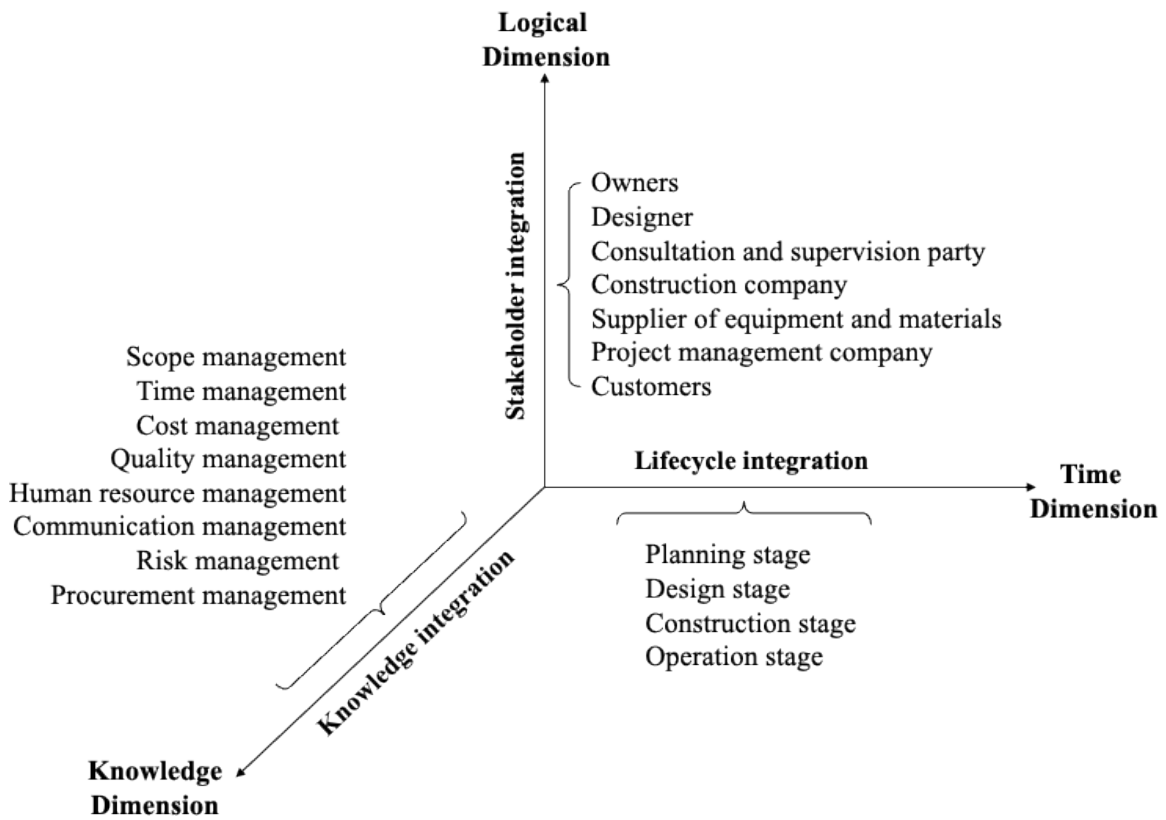 Logical
Dimension
Stakeholder integration
Owners
Designer
Consultation and supervision party
Construction company
Supplier of equipment and materials
Project management company
Customers
Scope management
Time management
Cost management
Quality management
Human resource management
Communication management
Risk management
Procurement management
Lifecycle integration
Time
Dimension
Planning stage
Design stage
Construction stage
Operation stage
Knowledge integration
Knowledge
Dimension